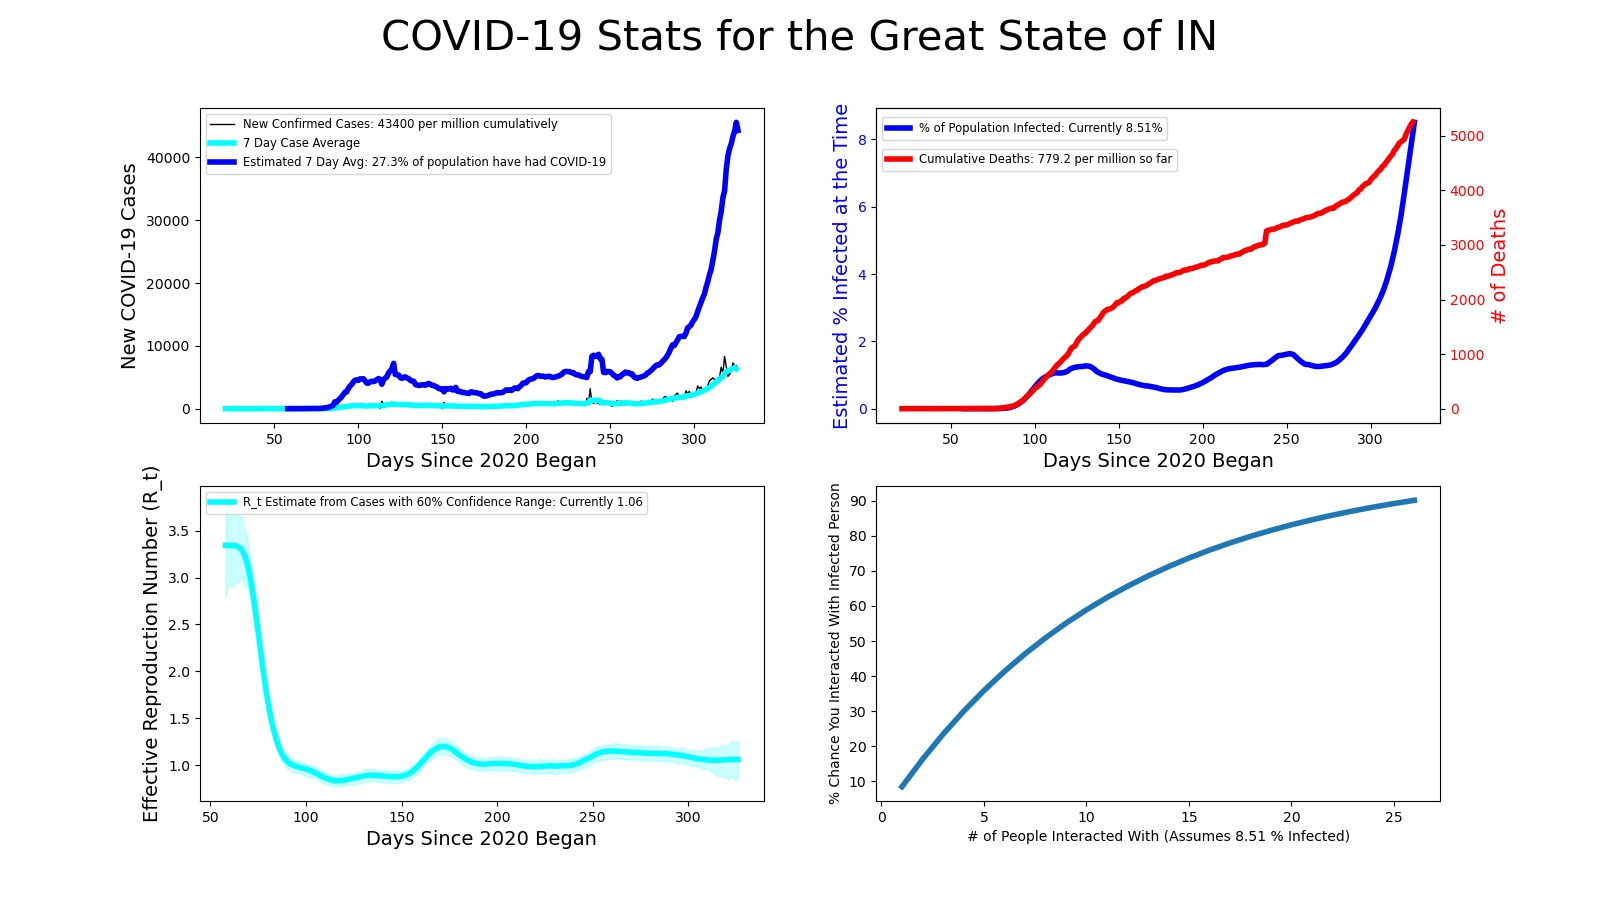 COVID-19 Stats for the Great State of IN
New COVID-19 Cases
40000
30000
20000
10000
0
New Confirmed Cases: 43400 per million cumulatively
7 Day Case Average
Estimated 7 Day Avg: 27.3% of population have had COVID-19
50 100 150 200 250 300
Days Since 2020 Began
Estimated % Infected at the Time
8
6
4
2
0
% of Population Infected: Currently 8.51%
Cumulative Deaths: 779.2 per million so far
5000
4000
3000
2000
1000
0
# of Deaths
50 100 150 200 250 300
Days Since 2020 Began
Effective Reproduction Number (R_t)
3.5
3.0
2.5
2.0
1.5
1.0
R_t Estimate from Cases with 60% Confidence Range: Currently 1.06
50 100 150 200 250 300
Days Since 2020 Began
% Chance You Interacted With Infected Person
90
80
70
60
50
40
30
20
10
0 5 10 15 20 25
# of People Interacted With (Assumes 8.51 % Infected)